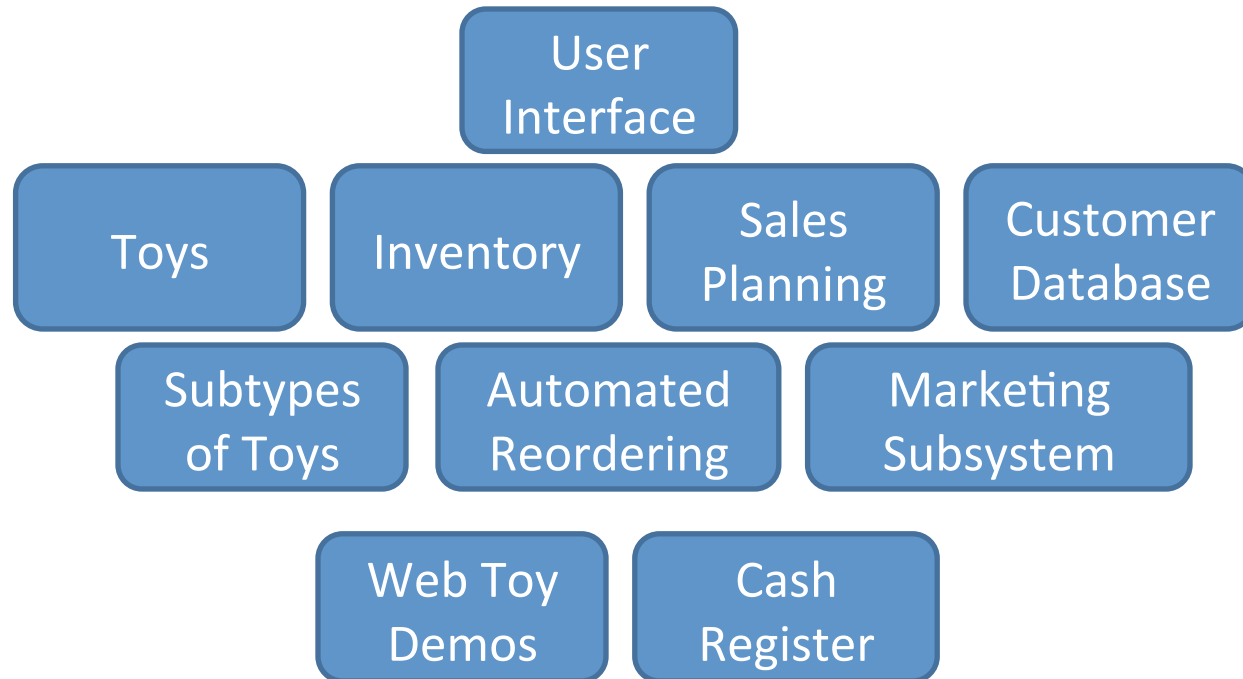 User
Interface
Toys
Inventory
Sales
Planning
Customer
Database
Subtypes
of Toys
Automated
Reordering
Marketing
Subsystem
Web Toy
Demos
Cash
Register